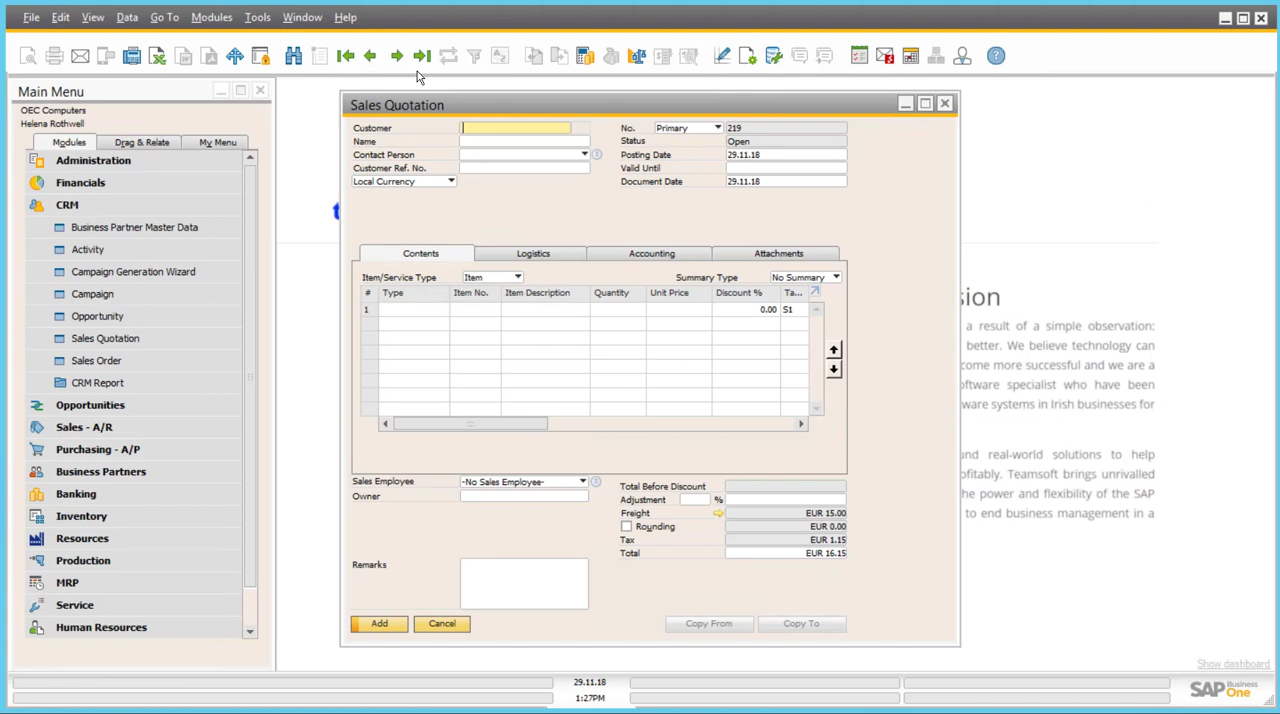 File Edit View Data Go To Modules Tools Window Help
Main Menu
OEC Computers
Helena Rothwell
Modules Drag & Relate My Menu
Administration
Financials
CRM
Business Partner Master Data
Activity
Campaign Generation Wizard
Campaign
Opportunity
Sales Quotation
Sales Order
CRM Report
Opportunities
Sales - A/R
Purchasing - A/P
Business Partners
Banking
Inventory
Resources
Production
MRP
Service
Human Resources
Sales Quotation
Customer
Name
Contact Person
Customer Ref. No.
Local Currency
No. Primary 219
Status Open
Posting Date 29.11.18
Valid Until
Document Date 29.11.18
Contents Logistics Accounting Attachments
Item/Service Type Item Summary Type No Summary
# Type Item No. Item Description Quantity Unit Price Discount % Ta...
1 0.00 S1
Sales Employee -No Sales Employee-
Owner
Total Before Discount
Adjustment %
Freight EUR 15.00
Rounding EUR 0.00
Tax EUR 1.15
Total EUR 16.15
Remarks
Add Cancel Copy From Copy To
t
sion
a result of a simple observation:
better. We believe technology can
come more successful and we are a
oftware specialist who have been
ware systems in Irish businesses for
und real-world solutions to help
ofitably. Teamsoft brings unrivalled
he power and flexibility of the SAP
to end business management in a
Show dashboard
29.11.18
1:27PM
SAP Business One